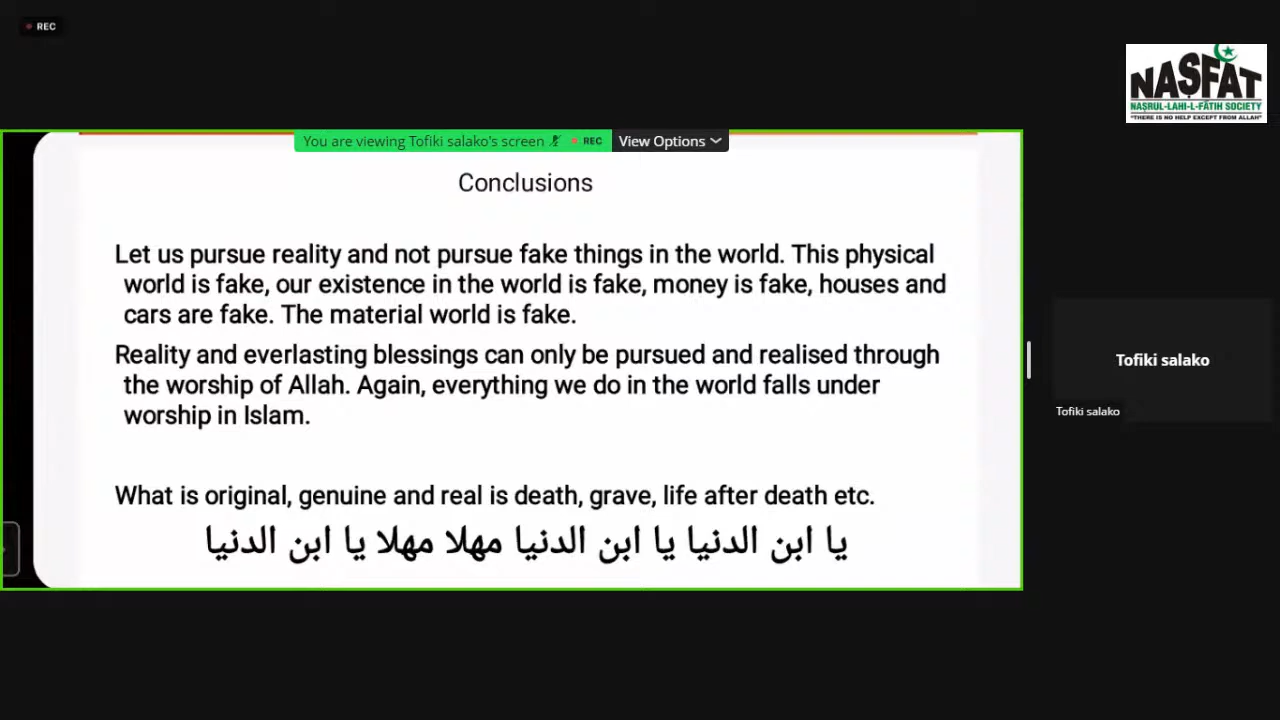 REC
NAṢFAT
NAṢRUL-LAHI-L-FĀTIḤ SOCIETY
"THERE IS NO HELP EXCEPT FROM ALLAH"
You are viewing Tofiki salako's screen REC View Options
Conclusions
Let us pursue reality and not pursue fake things in the world. This physical
world is fake, our existence in the world is fake, money is fake, houses and
cars are fake. The material world is fake.
Reality and everlasting blessings can only be pursued and realised through
the worship of Allah. Again, everything we do in the world falls under
worship in Islam.
What is original, genuine and real is death, grave, life after death etc.
يا ابن الدنيا يا ابن الدنيا مهلا مهلا يا ابن الدنيا
Tofiki salako
Tofiki salako